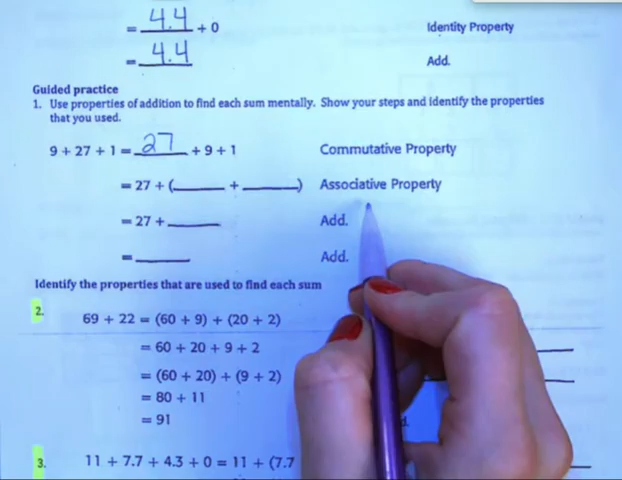 = 4.4 + 0 Identity Property
= 4.4 Add.
Guided practice
1. Use properties of addition to find each sum mentally. Show your steps and identify the properties
that you used.
9 + 27 + 1 = 27 + 9 + 1 Commutative Property
= 27 + (____ + ____) Associative Property
= 27 + ____ Add.
= ____ Add.
Identify the properties that are used to find each sum
2. 69 + 22 = (60 + 9) + (20 + 2)
= 60 + 20 + 9 + 2
= (60 + 20) + (9 + 2)
= 80 + 11
= 91
3. 11 + 7.7 + 4.3 + 0 = 11 + (7.7